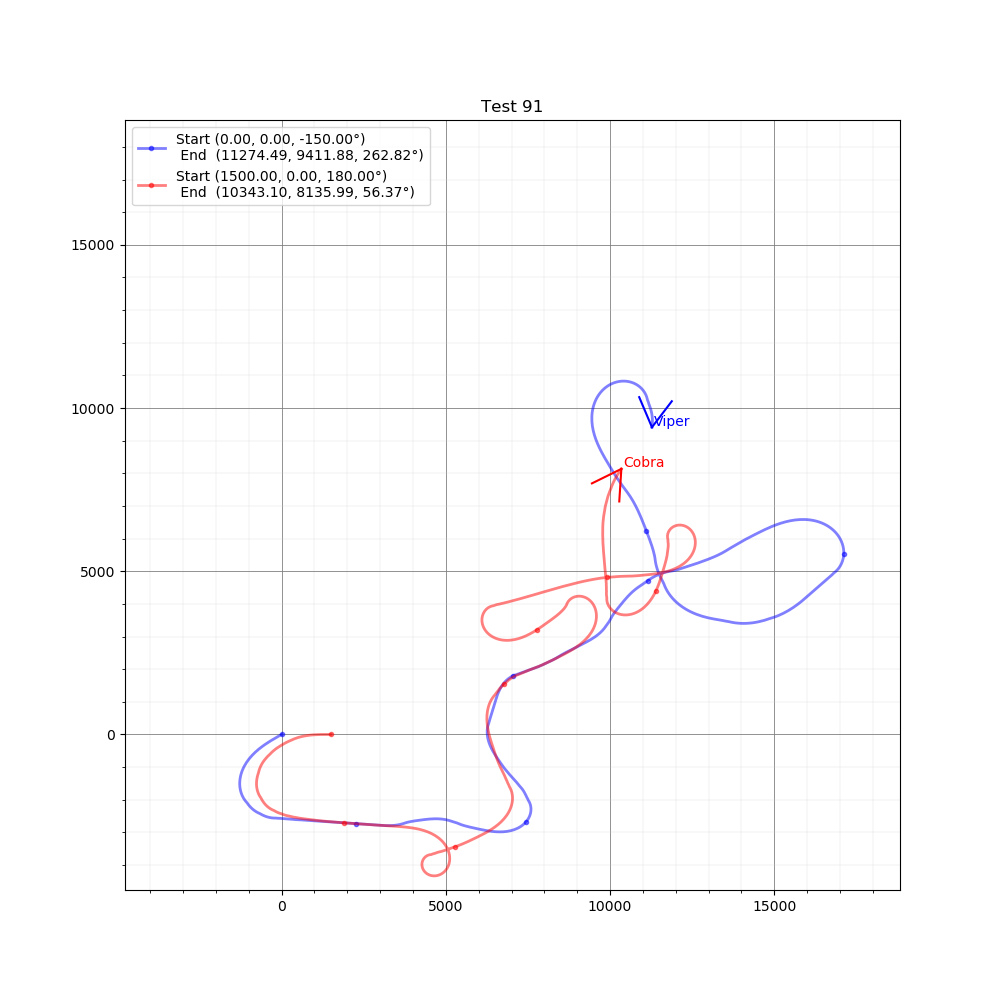 Test 91
Start (0.00, 0.00, -150.00°)
End  (11274.49, 9411.88, 262.82°)
Start (1500.00, 0.00, 180.00°)
End  (10343.10, 8135.99, 56.37°)
15000
10000
5000
0
Viper
Cobra
0
5000
10000
15000